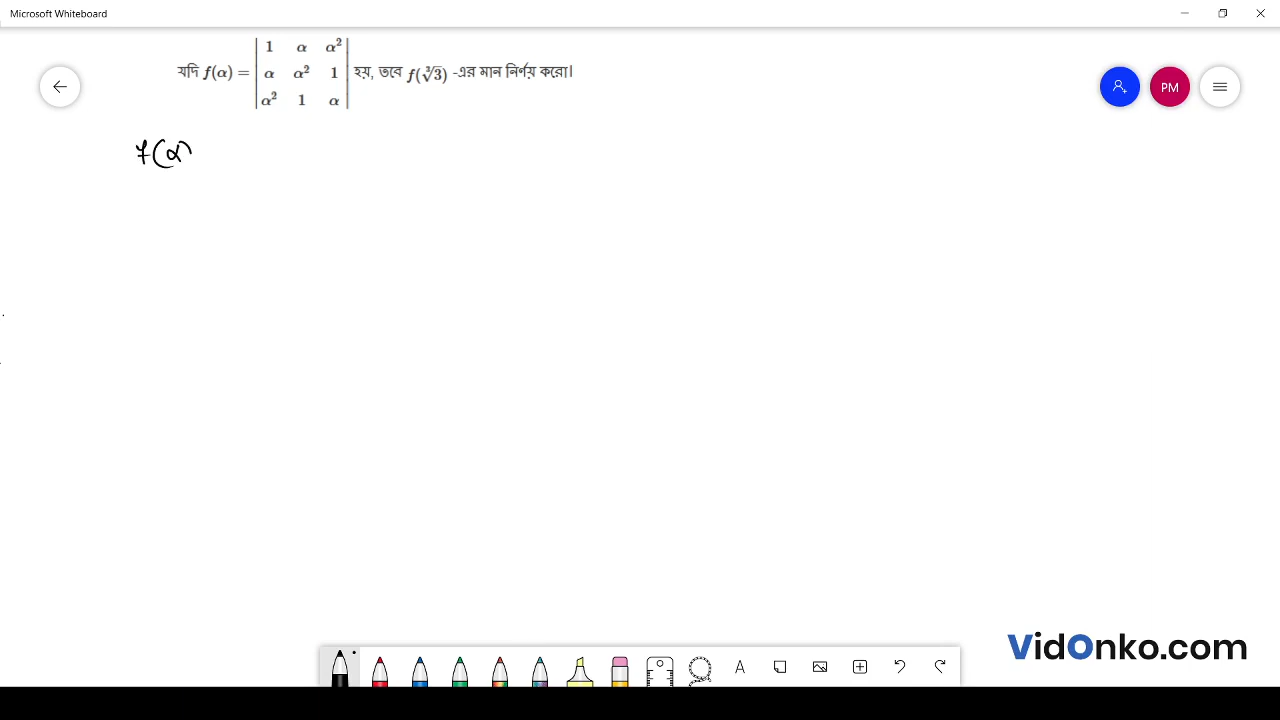 Microsoft Whiteboard
যদি f(α) = | 1 α α² |
| α α² 1 |
| α² 1 α | হয়, তবে f(∛3) -এর মান নির্ণয় করো।
PM
f(α)
A
VidOnko.com